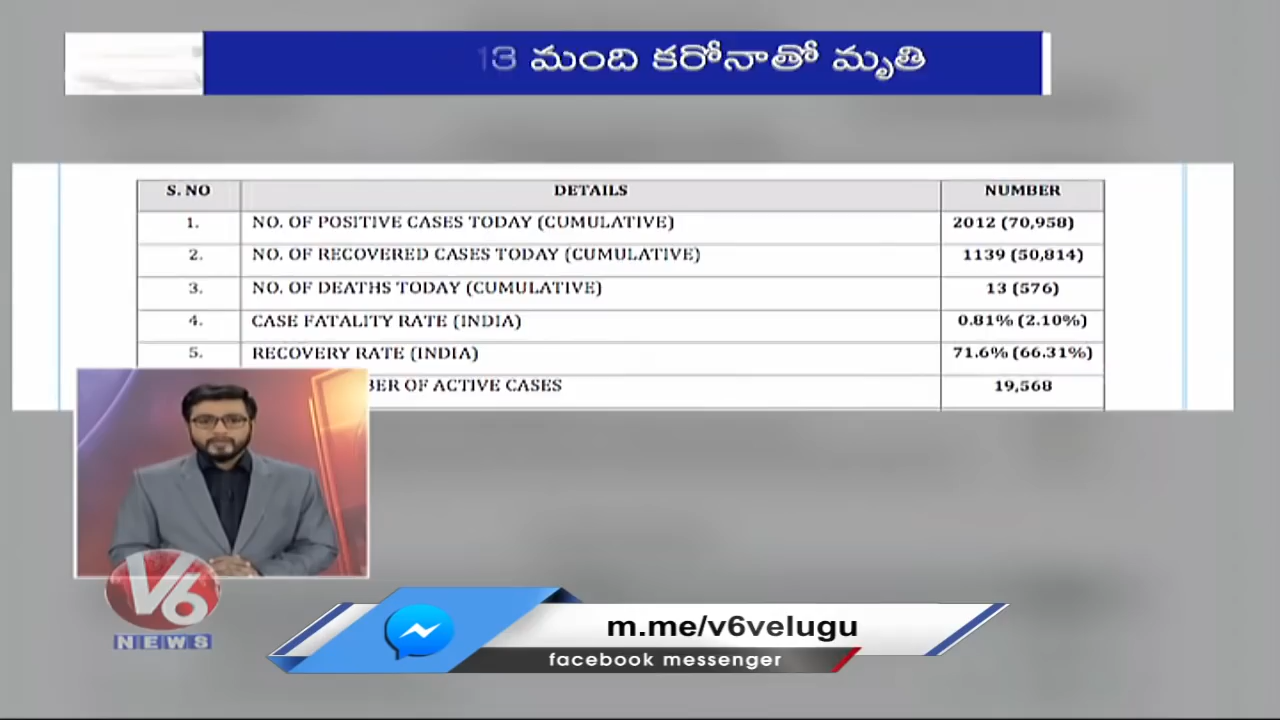 13 మంది కరోనాతో మృతి
S. NO DETAILS NUMBER
1. NO. OF POSITIVE CASES TODAY (CUMULATIVE) 2012 (70,958)
2. NO. OF RECOVERED CASES TODAY (CUMULATIVE) 1139 (50,814)
3. NO. OF DEATHS TODAY (CUMULATIVE) 13 (576)
4. CASE FATALITY RATE (INDIA) 0.81% (2.10%)
5. RECOVERY RATE (INDIA) 71.6% (66.31%)
BER OF ACTIVE CASES 19,568
V6
NEWS
m.me/v6velugu
facebook messenger